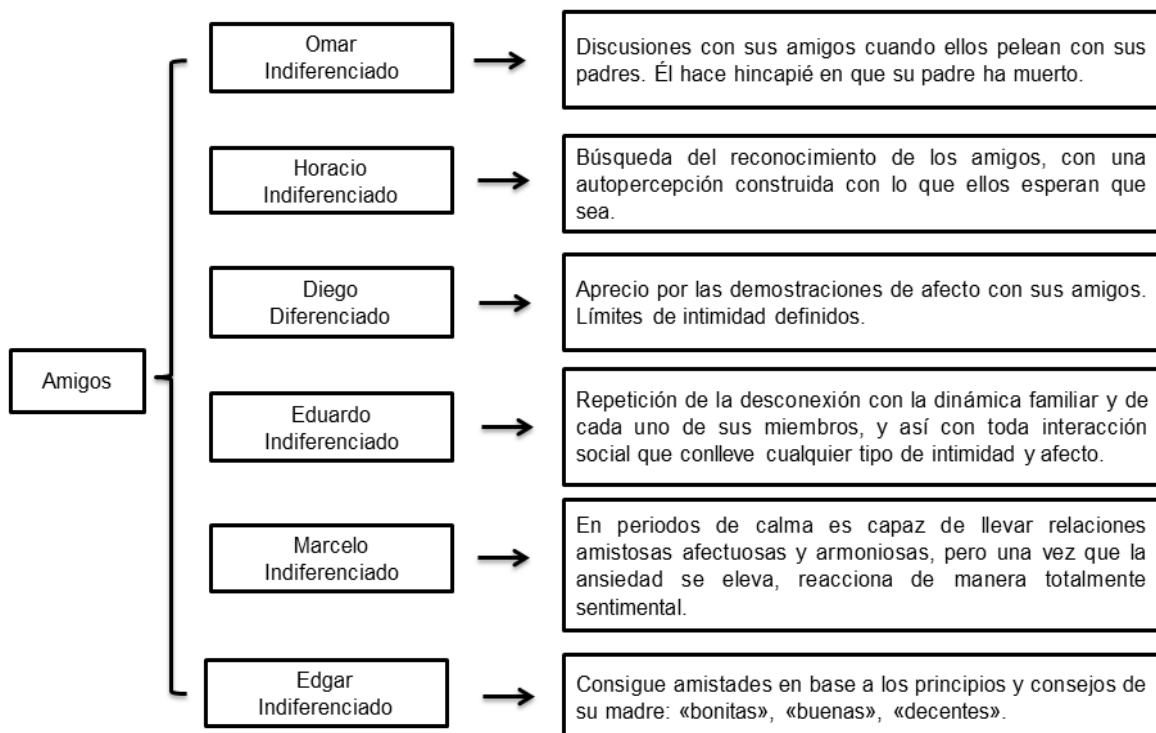 Amigos
Omar
Indiferenciado
Discusiones con sus amigos cuando ellos pelean con sus
padres. Él hace hincapié en que su padre ha muerto.
Horacio
Indiferenciado
Búsqueda del reconocimiento de los amigos, con una
autopercepción construida con lo que ellos esperan que
sea.
Diego
Diferenciado
Aprecio por las demostraciones de afecto con sus amigos.
Límites de intimidad definidos.
Eduardo
Indiferenciado
Repetición de la desconexión con la dinámica familiar y de
cada uno de sus miembros, y así con toda interacción
social que conlleve cualquier tipo de intimidad y afecto.
Marcelo
Indiferenciado
En periodos de calma es capaz de llevar relaciones
amistosas afectuosas y armoniosas, pero una vez que la
ansiedad se eleva, reacciona de manera totalmente
sentimental.
Edgar
Indiferenciado
Consigue amistades en base a los principios y consejos de
su madre: «bonitas», «buenas», «decentes».